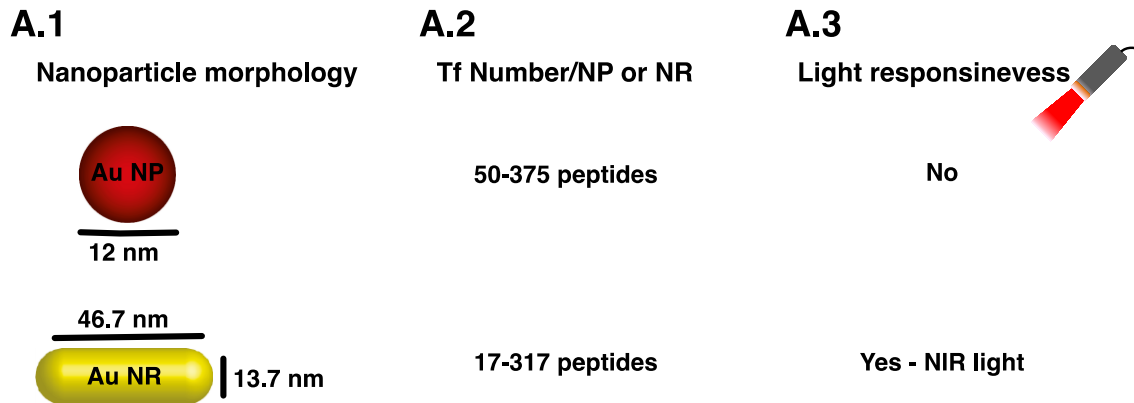 A.1
A.2
A.3
Nanoparticle morphology
Tf Number/NP or NR
Light responsinevess
Au NP
50-375 peptides
No
12 nm
46.7 nm
Au NR
13.7 nm
17-317 peptides
Yes - NIR light